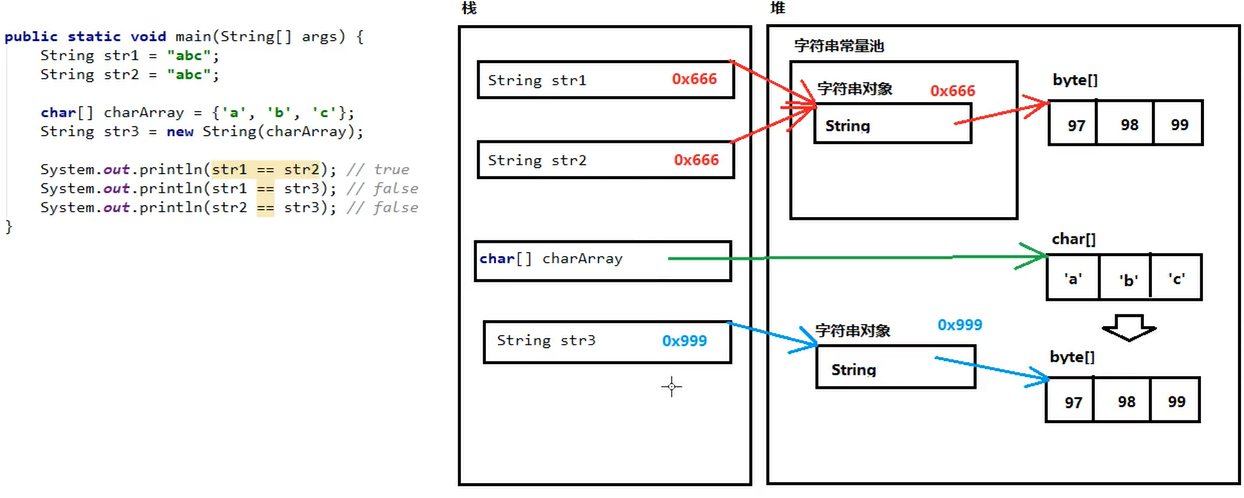 public static void main(String[] args) {
    String str1 = "abc";
    String str2 = "abc";
    char[] charArray = {'a', 'b', 'c'};
    String str3 = new String(charArray);
    System.out.println(str1 == str2); // true
    System.out.println(str1 == str3); // false
    System.out.println(str2 == str3); // false
}
栈
String str1 0x666
String str2 0x666
char[] charArray
String str3 0x999
堆
字符串常量池
字符串对象 0x666
String
byte[]
97 98 99
char[]
'a' 'b' 'c'
字符串对象 0x999
String
byte[]
97 98 99